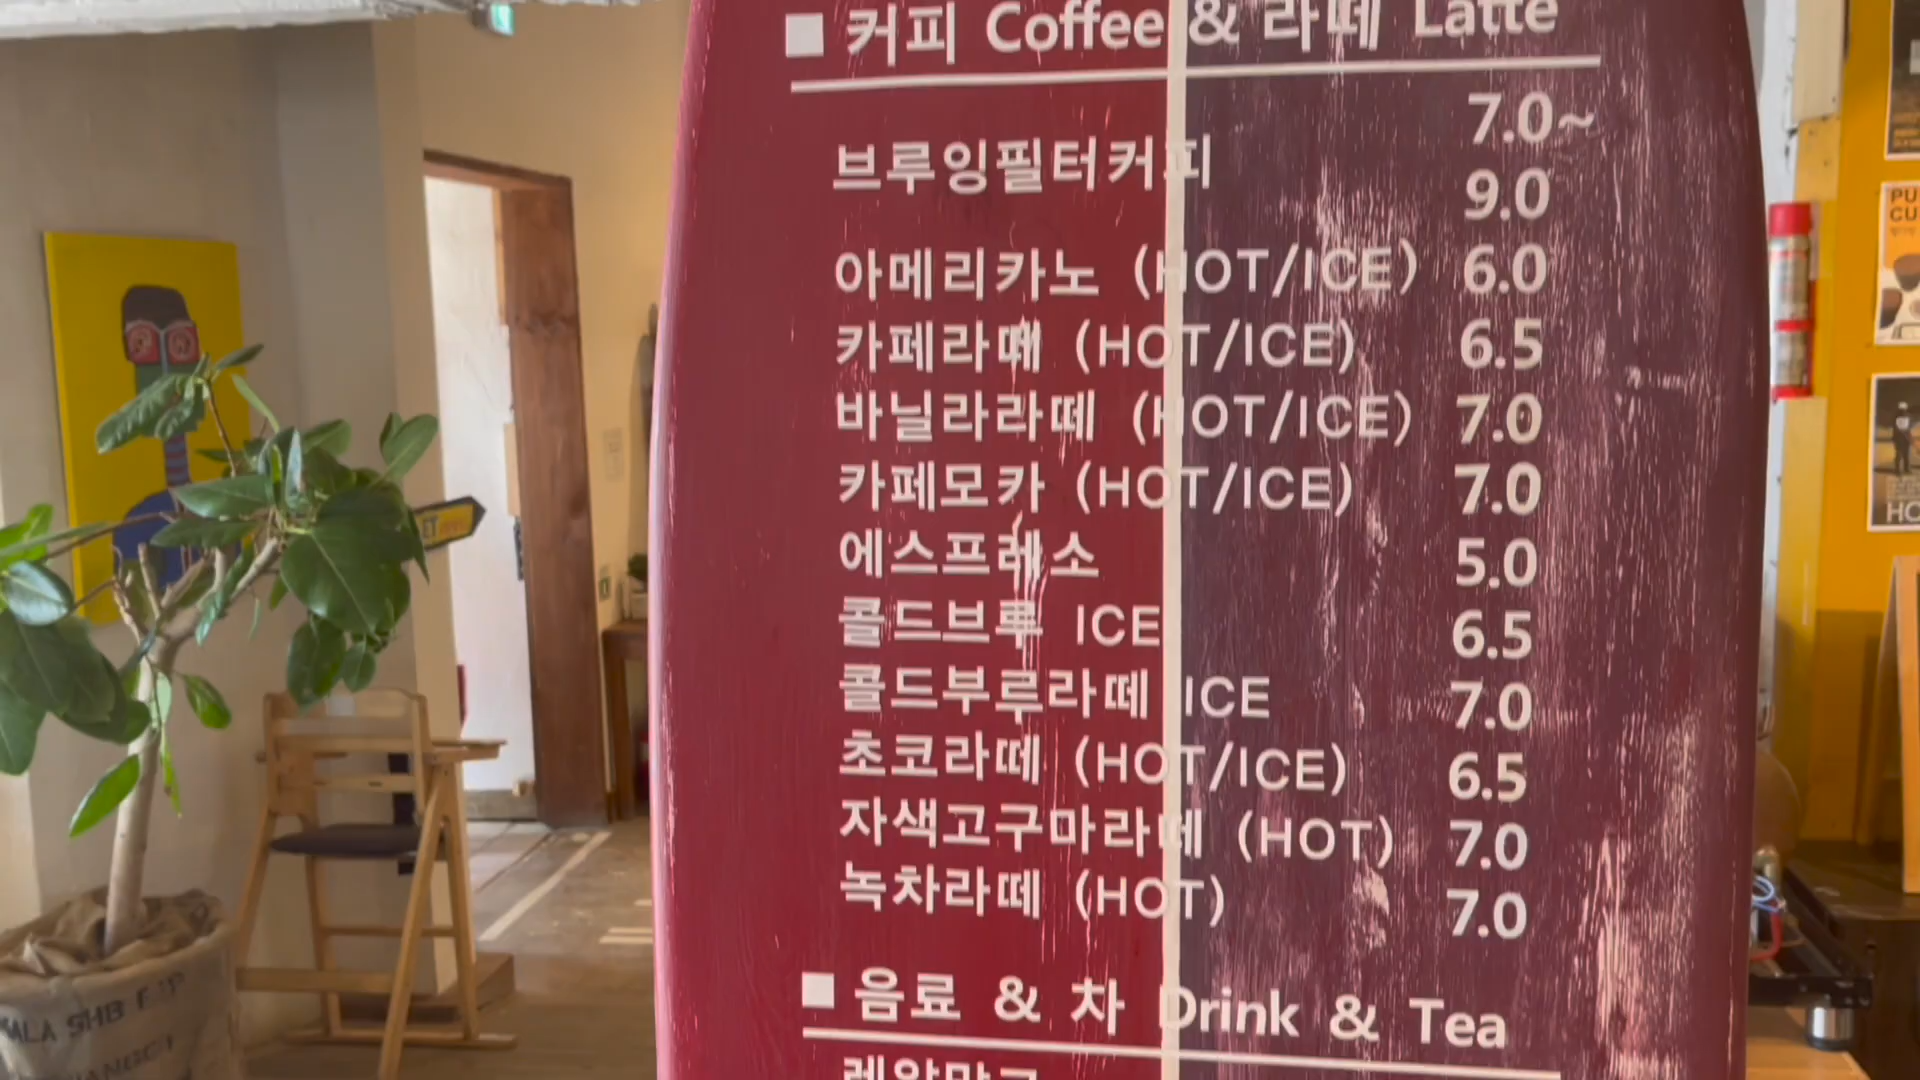 ■ 커피 Coffee & 라떼 Latte
브루잉필터커피 7.0~
9.0
아메리카노 (HOT/ICE) 6.0
카페라떼 (HOT/ICE) 6.5
바닐라라떼 (HOT/ICE) 7.0
카페모카 (HOT/ICE) 7.0
에스프레소 5.0
콜드브루 ICE 6.5
콜드부루라떼 ICE 7.0
초코라떼 (HOT/ICE) 6.5
자색고구마라떼 (HOT) 7.0
녹차라떼 (HOT) 7.0
■ 음료 & 차 Drink & Tea
PU
CU
HO